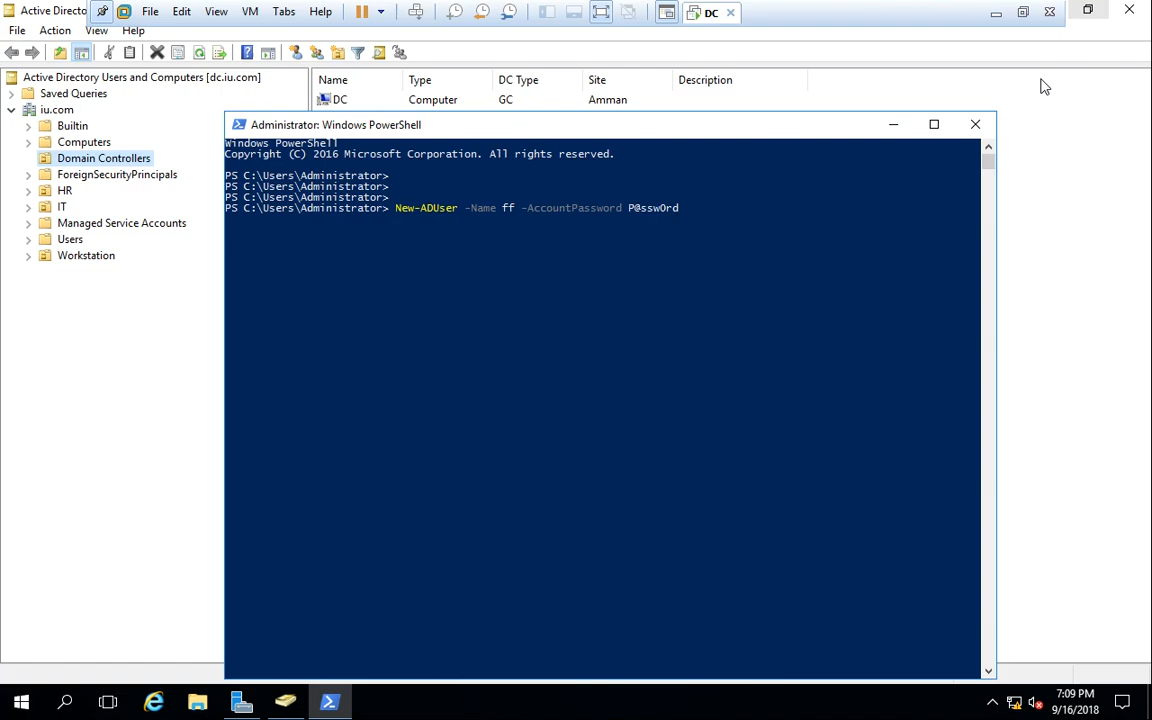 Active Directo File Edit View VM Tabs Help DC
File Action View Help
Active Directory Users and Computers [dc.iu.com]
Saved Queries
iu.com
Builtin
Computers
Domain Controllers
ForeignSecurityPrincipals
HR
IT
Managed Service Accounts
Users
Workstation
Name Type DC Type Site Description
DC Computer GC Amman
Administrator: Windows PowerShell
Windows PowerShell
Copyright (C) 2016 Microsoft Corporation. All rights reserved.
PS C:\Users\Administrator>
PS C:\Users\Administrator>
PS C:\Users\Administrator>
PS C:\Users\Administrator> New-ADUser -Name ff -AccountPassword P@ssw0rd
7:09 PM
9/16/2018